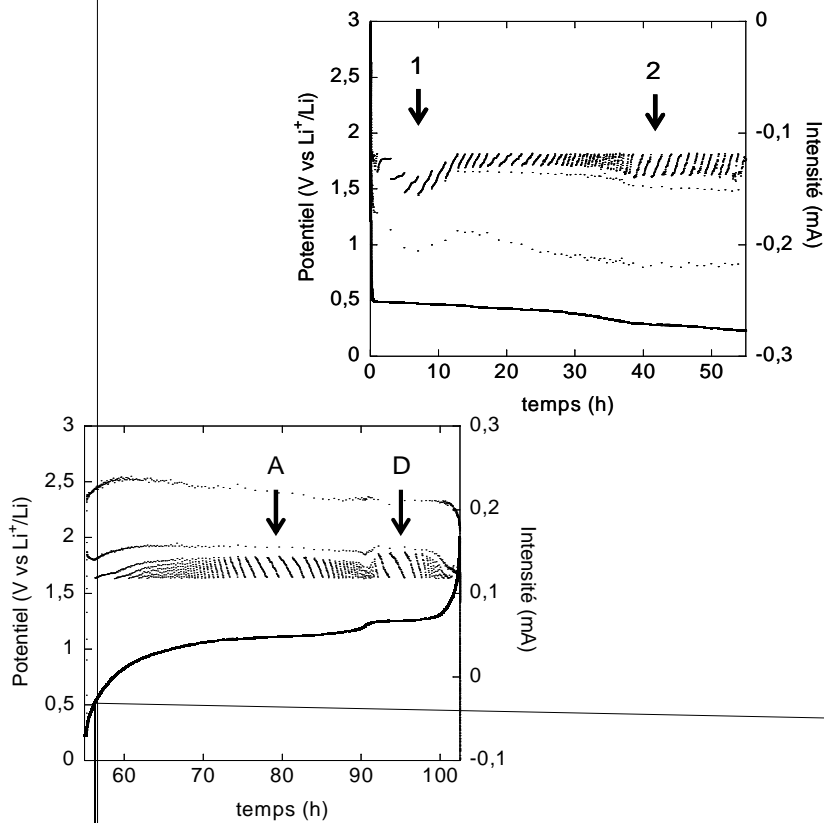 3
2,5
2
1,5
1
0,5
0
Potentiel (V vs Li+/Li)
1
2
0
-0,1
-0,2
-0,3
Intensité (mA)
0 10 20 30 40 50
temps (h)
3
2,5
2
1,5
1
0,5
0
Potentiel (V vs Li+/Li)
A
D
0,3
0,2
0,1
0
-0,1
Intensité (mA)
60 70 80 90 100
temps (h)